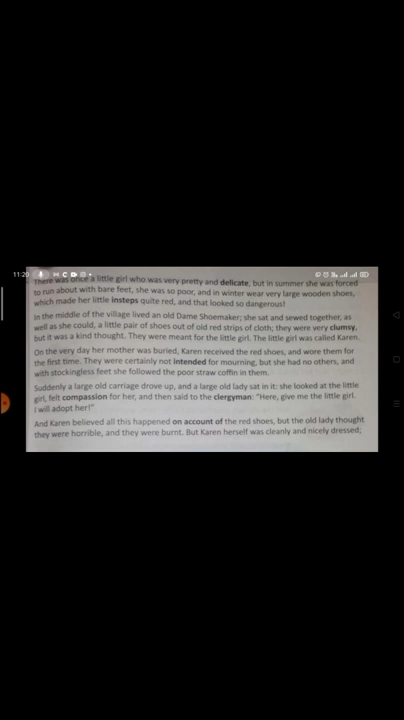 11:20
There was once a little girl who was very pretty and delicate, but in summer she was forced
to run about with bare feet, she was so poor, and in winter wear very large wooden shoes,
which made her little insteps quite red, and that looked so dangerous!
In the middle of the village lived an old Dame Shoemaker; she sat and sewed together, as
well as she could, a little pair of shoes out of old red strips of cloth; they were very clumsy,
but it was a kind thought. They were meant for the little girl. The little girl was called Karen.
On the very day her mother was buried, Karen received the red shoes, and wore them for
the first time. They were certainly not intended for mourning, but she had no others, and
with stockingless feet she followed the poor straw coffin in them.
Suddenly a large old carriage drove up, and a large old lady sat in it: she looked at the little
girl, felt compassion for her, and then said to the clergyman: "Here, give me the little girl.
I will adopt her!"
And Karen believed all this happened on account of the red shoes, but the old lady thought
they were horrible, and they were burnt. But Karen herself was cleanly and nicely dressed;